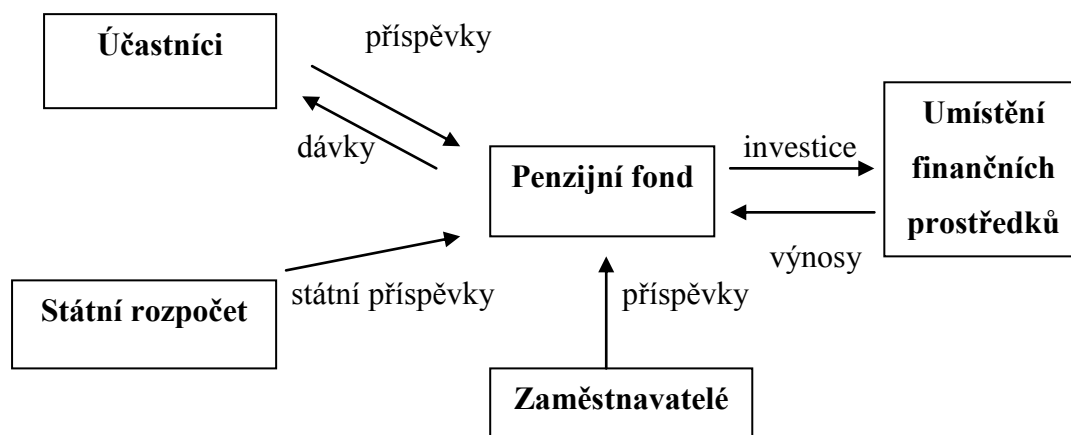 Účastníci
příspěvky
dávky
Penzijní fond
investice
Umístění
finančních
prostředků
výnosy
Státní rozpočet
státní příspěvky
příspěvky
Zaměstnavatelé